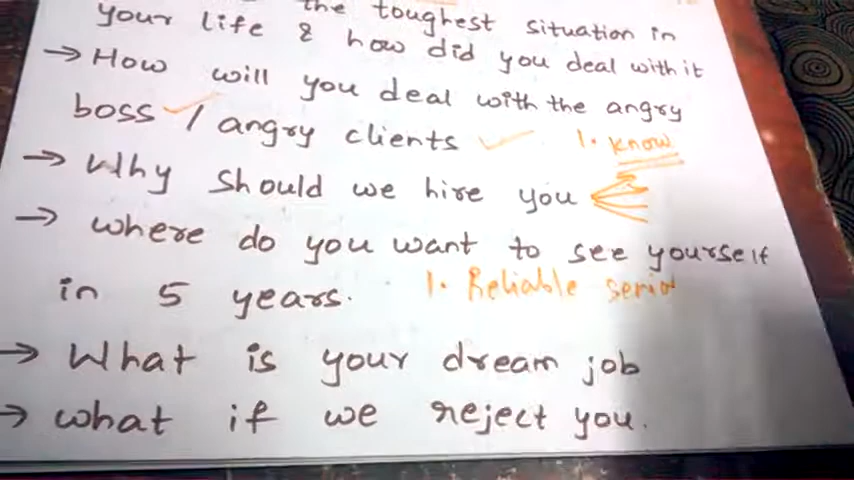 the toughest situation in
your life & how did you deal with it
→ How will you deal with the angry
boss ✓ / angry clients ✓ 1. know
→ Why should we hire you
→ where do you want to see yourself
in 5 years. 1. Reliable
→ What is your dream job
→ what if we reject you.